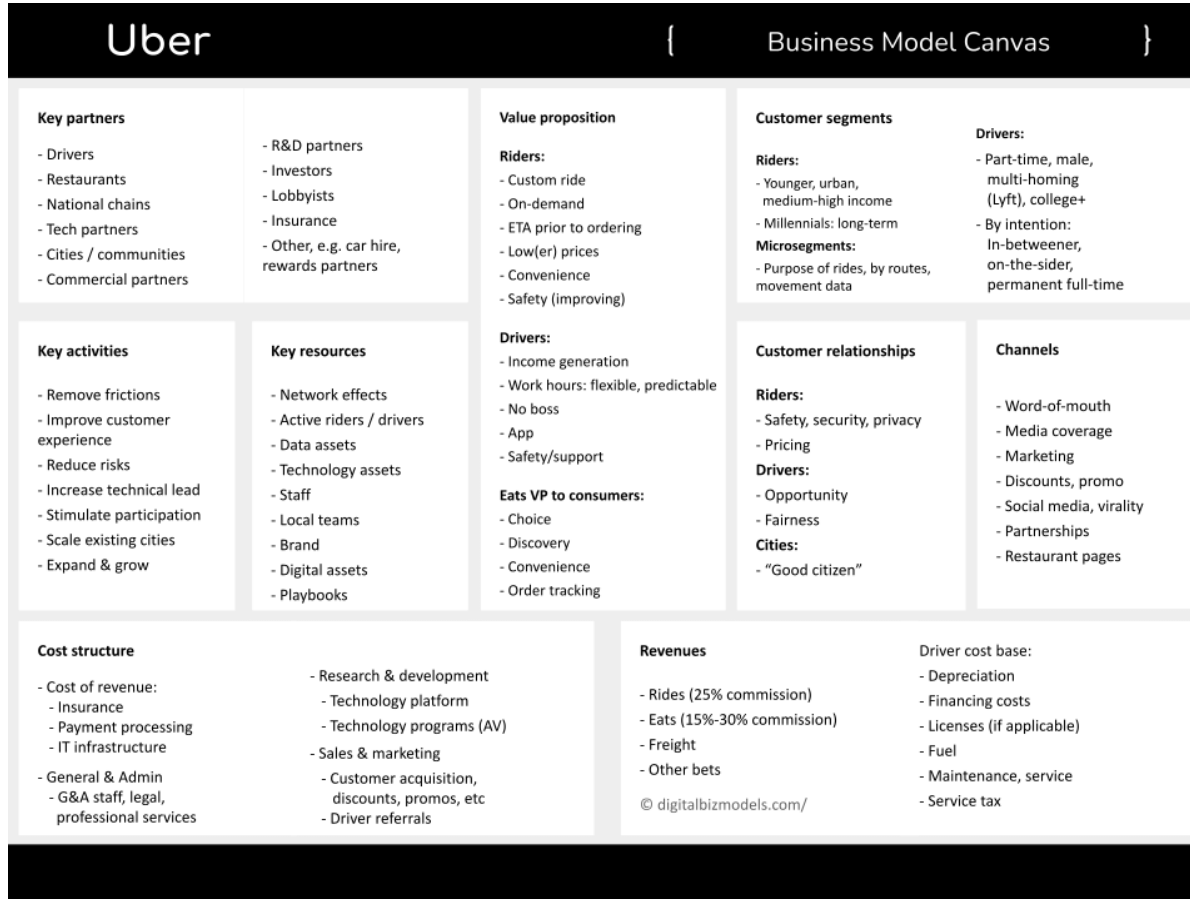 Uber
{ Business Model Canvas }
Key partners
- Drivers
- Restaurants
- National chains
- Tech partners
- Cities / communities
- Commercial partners
- R&D partners
- Investors
- Lobbyists
- Insurance
- Other, e.g. car hire,
rewards partners
Value proposition
Riders:
- Custom ride
- On-demand
- ETA prior to ordering
- Low(er) prices
- Convenience
- Safety (improving)
Drivers:
- Income generation
- Work hours: flexible, predictable
- No boss
- App
- Safety/support
Eats VP to consumers:
- Choice
- Discovery
- Convenience
- Order tracking
Customer segments
Riders:
- Younger, urban,
medium-high income
- Millennials: long-term
Microsegments:
- Purpose of rides, by routes,
movement data
Drivers:
- Part-time, male,
multi-homing
(Lyft), college+
- By intention:
In-betweener,
on-the-sider,
permanent full-time
Key activities
- Remove frictions
- Improve customer
experience
- Reduce risks
- Increase technical lead
- Stimulate participation
- Scale existing cities
- Expand & grow
Key resources
- Network effects
- Active riders / drivers
- Data assets
- Technology assets
- Staff
- Local teams
- Brand
- Digital assets
- Playbooks
Customer relationships
Riders:
- Safety, security, privacy
- Pricing
Drivers:
- Opportunity
- Fairness
Cities:
- “Good citizen”
Channels
- Word-of-mouth
- Media coverage
- Marketing
- Discounts, promo
- Social media, virality
- Partnerships
- Restaurant pages
Cost structure
- Cost of revenue:
- Insurance
- Payment processing
- IT infrastructure
- General & Admin
- G&A staff, legal,
professional services
- Research & development
- Technology platform
- Technology programs (AV)
- Sales & marketing
- Customer acquisition,
discounts, promos, etc
- Driver referrals
Revenues
- Rides (25% commission)
- Eats (15%-30% commission)
- Freight
- Other bets
© digitalbizmodels.com/
Driver cost base:
- Depreciation
- Financing costs
- Licenses (if applicable)
- Fuel
- Maintenance, service
- Service tax